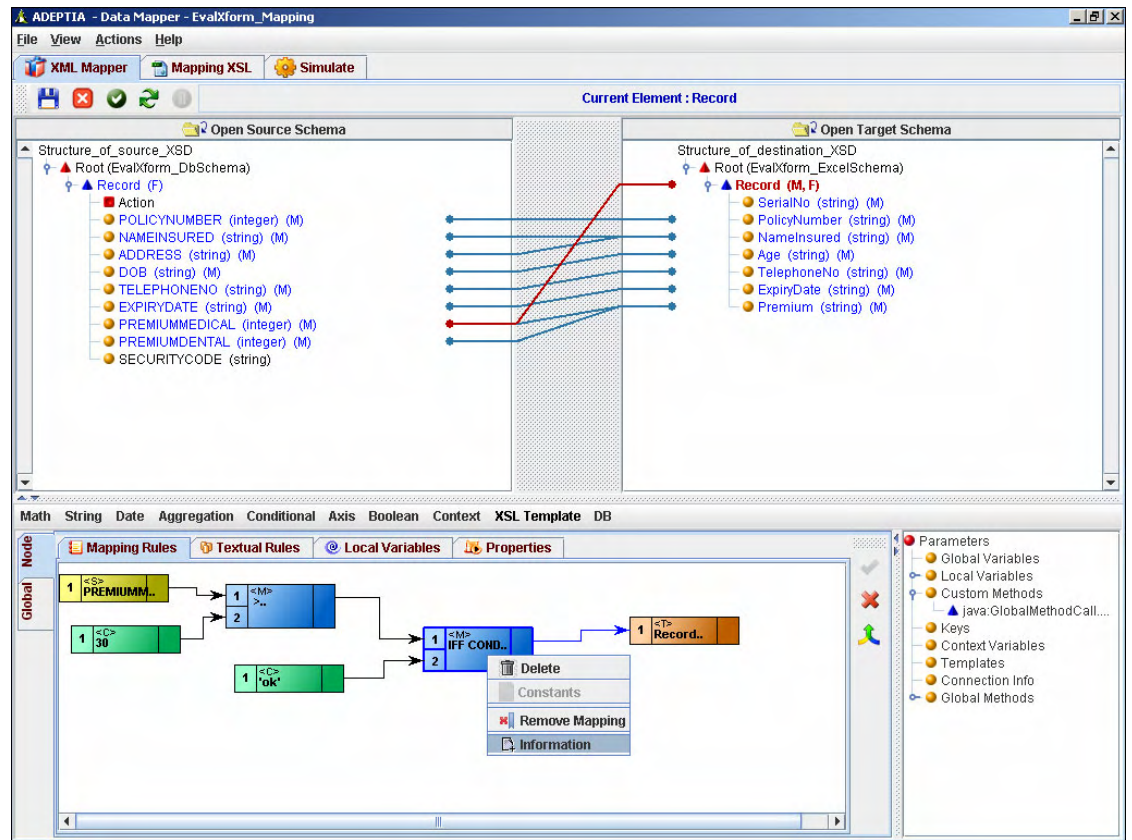 ADEPTIA - Data Mapper - EvalXform_Mapping
File View Actions Help
XML Mapper Mapping XSL Simulate
Current Element : Record
Open Source Schema Open Target Schema
Structure_of_source_XSD Structure_of_destination_XSD
Root (EvalXform_DbSchema) Root (EvalXform_ExcelSchema)
Record (F) Record (M, F)
Action SerialNo (string) (M)
POLICYNUMBER (integer) (M) PolicyNumber (string) (M)
NAMEINSURED (string) (M) NameInsured (string) (M)
ADDRESS (string) (M) Age (string) (M)
DOB (string) (M) TelephoneNo (string) (M)
TELEPHONENO (string) (M) ExpiryDate (string) (M)
EXPIRYDATE (string) (M) Premium (string) (M)
PREMIUMMEDICAL (integer) (M)
PREMIUMDENTAL (integer) (M)
SECURITYCODE (string)
Math String Date Aggregation Conditional Axis Boolean Context XSL Template DB
Node
Global
Mapping Rules Textual Rules Local Variables Properties
1 <S> PREMIUMM..
1 <M> >..
2
1 <C> 30
1 <M> IFF COND..
2
1 <T> Record..
1 <C> 'ok'
Delete
Constants
Remove Mapping
Information
Parameters
Global Variables
Local Variables
Custom Methods
java:GlobalMethodCall....
Keys
Context Variables
Templates
Connection Info
Global Methods